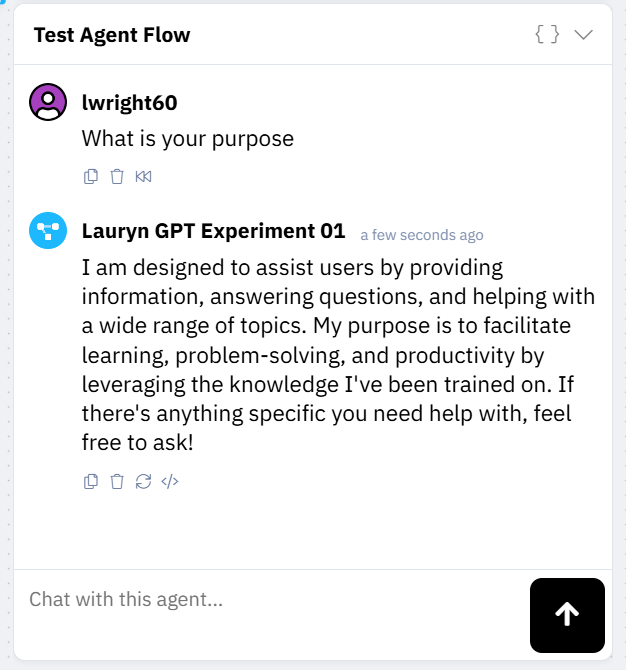 Test Agent Flow { }
lwright60
What is your purpose
Lauryn GPT Experiment 01 a few seconds ago
I am designed to assist users by providing
information, answering questions, and helping with
a wide range of topics. My purpose is to facilitate
learning, problem-solving, and productivity by
leveraging the knowledge I've been trained on. If
there's anything specific you need help with, feel
free to ask!
</>
Chat with this agent...